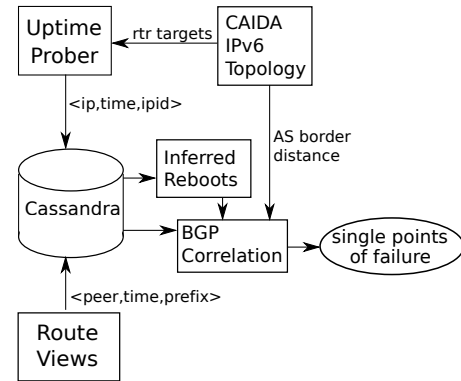 Uptime
Prober
rtr targets
CAIDA
IPv6
Topology
<ip,time,ipid>
AS border
distance
Inferred
Reboots
Cassandra
BGP
Correlation
single points
of failure
<peer,time,prefix>
Route
Views